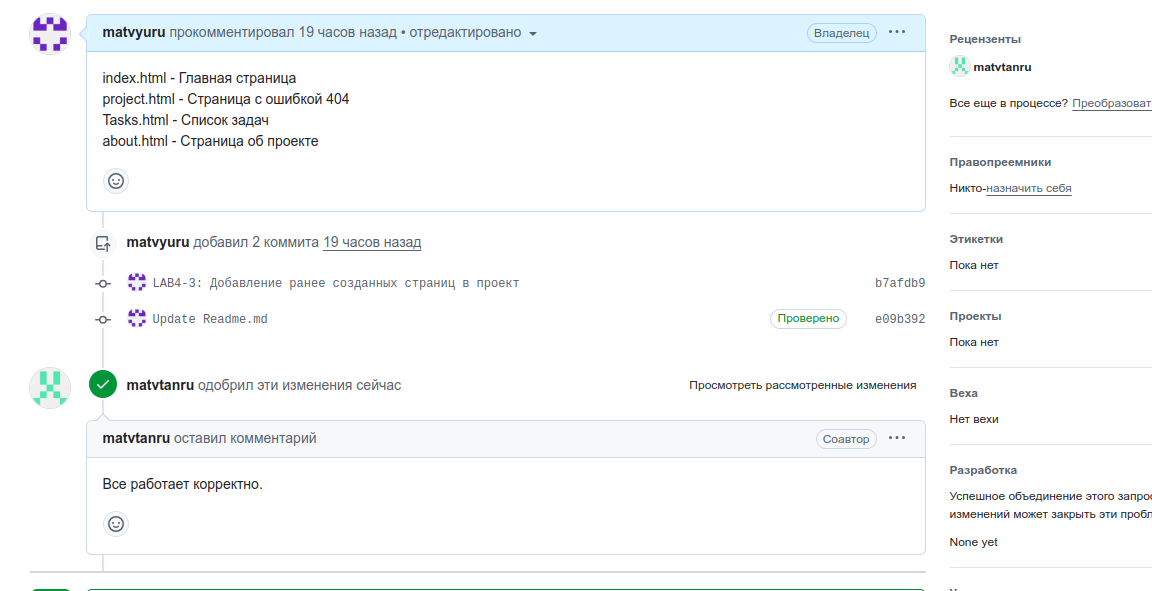 matvyuru прокомментировал 19 часов назад • отредактировано
Владелец
index.html - Главная страница
project.html - Страница с ошибкой 404
Tasks.html - Список задач
about.html - Страница об проекте
matvyuru добавил 2 коммита 19 часов назад
LAB4-3: Добавление ранее созданных страниц в проект b7afdb9
Update Readme.md Проверено e09b392
matvtanru одобрил эти изменения сейчас
Просмотреть рассмотренные изменения
matvtanru оставил комментарий
Соавтор
Все работает корректно.
Рецензенты
matvtanru
Все еще в процессе? Преобразоват
Правопреемники
Никто-назначить себя
Этикетки
Пока нет
Проекты
Пока нет
Веха
Нет вехи
Разработка
Успешное объединение этого запрос
изменений может закрыть эти пробл
None yet